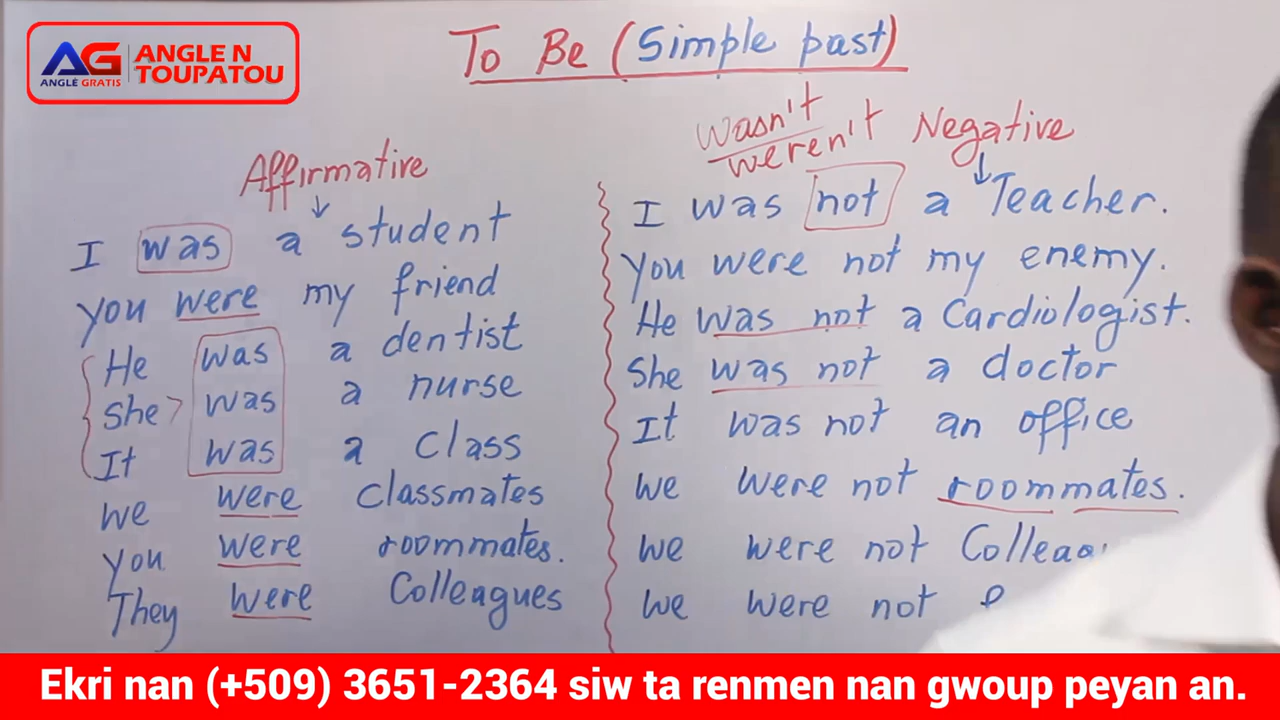 AG ANGLE N
ANGLÈ GRATIS TOUPATOU
To Be (Simple past)
Affirmative
I was a student
you were my friend
He was a dentist
She was a nurse
It was a class
we were classmates
you were roommates.
They were Colleagues
wasn't
weren't
Negative
I was not a Teacher.
you were not my enemy.
He was not a Cardiologist.
She was not a doctor
It was not an office
we were not roommates.
we were not
we were not
Ekri nan (+509) 3651-2364 siw ta renmen nan gwoup peyan an.